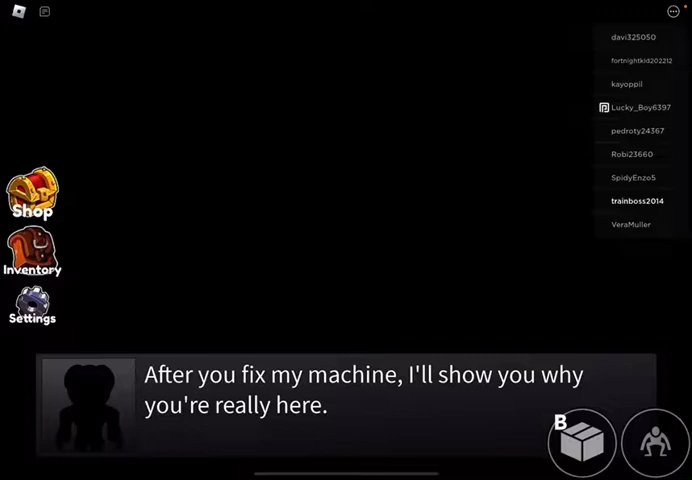 davi325050
fortnightkid202212
kayoppil
Lucky_Boy6397
pedroty24367
Robi23660
SpidyEnzo5
trainboss2014
VeraMuller
Shop
Inventory
Settings
After you fix my machine, I'll show you why
you're really here.
B